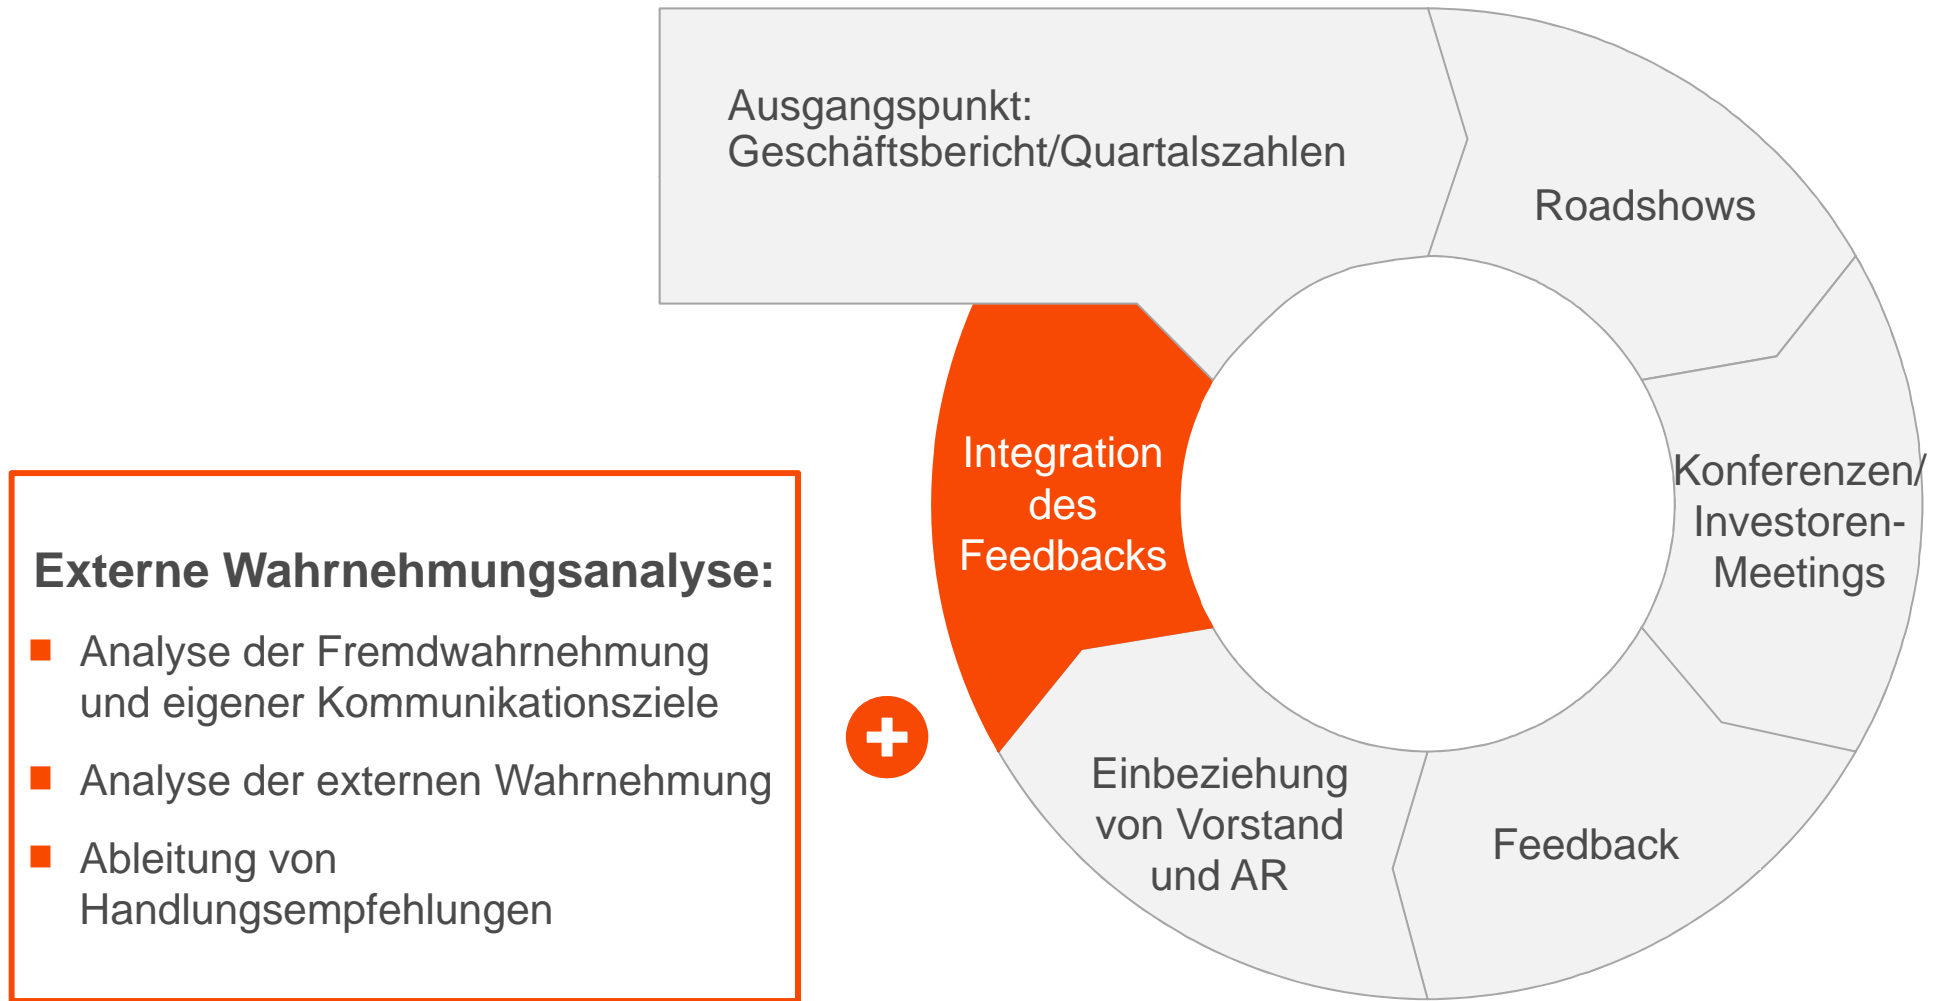 Ausgangspunkt:
Geschäftsbericht/Quartalszahlen
Roadshows
Konferenzen/
Investoren-
Meetings
Feedback
Einbeziehung
von Vorstand
und AR
Integration
des
Feedbacks
Externe Wahrnehmungsanalyse:
Analyse der Fremdwahrnehmung
und eigener Kommunikationsziele
Analyse der externen Wahrnehmung
Ableitung von
Handlungsempfehlungen